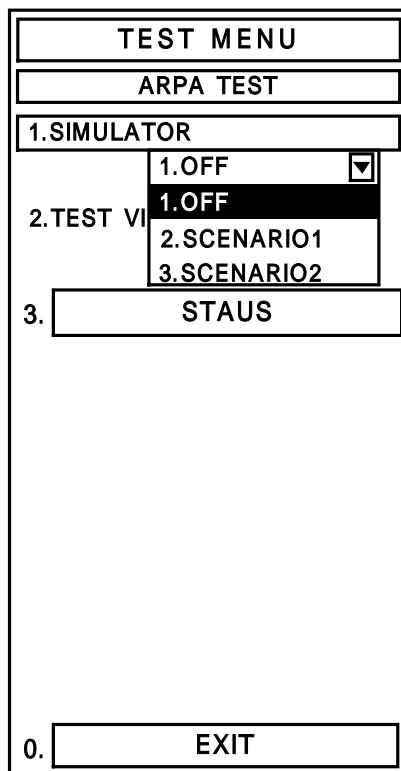 TEST MENU
ARPA TEST
1.SIMULATOR
1.OFF
1.OFF
2.TEST VI
2.SCENARIO1
3.SCENARIO2
3. STAUS
0. EXIT